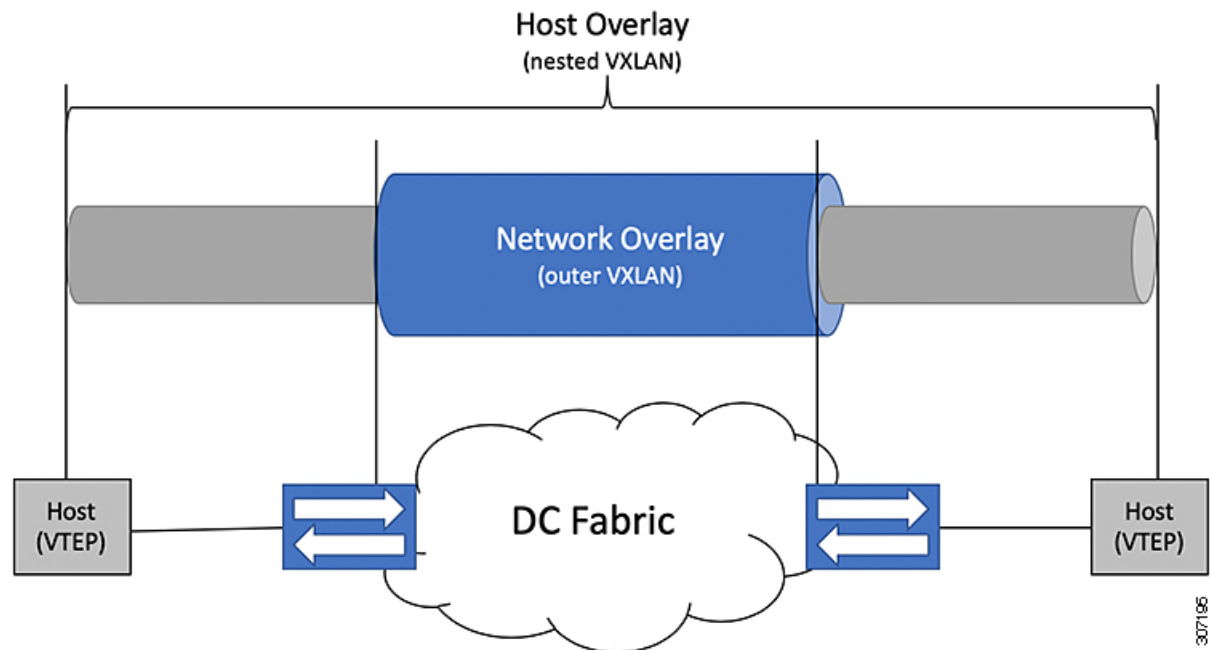 Host Overlay
(nested VXLAN)
Network Overlay
(outer VXLAN)
Host
(VTEP)
DC Fabric
Host
(VTEP)
307195